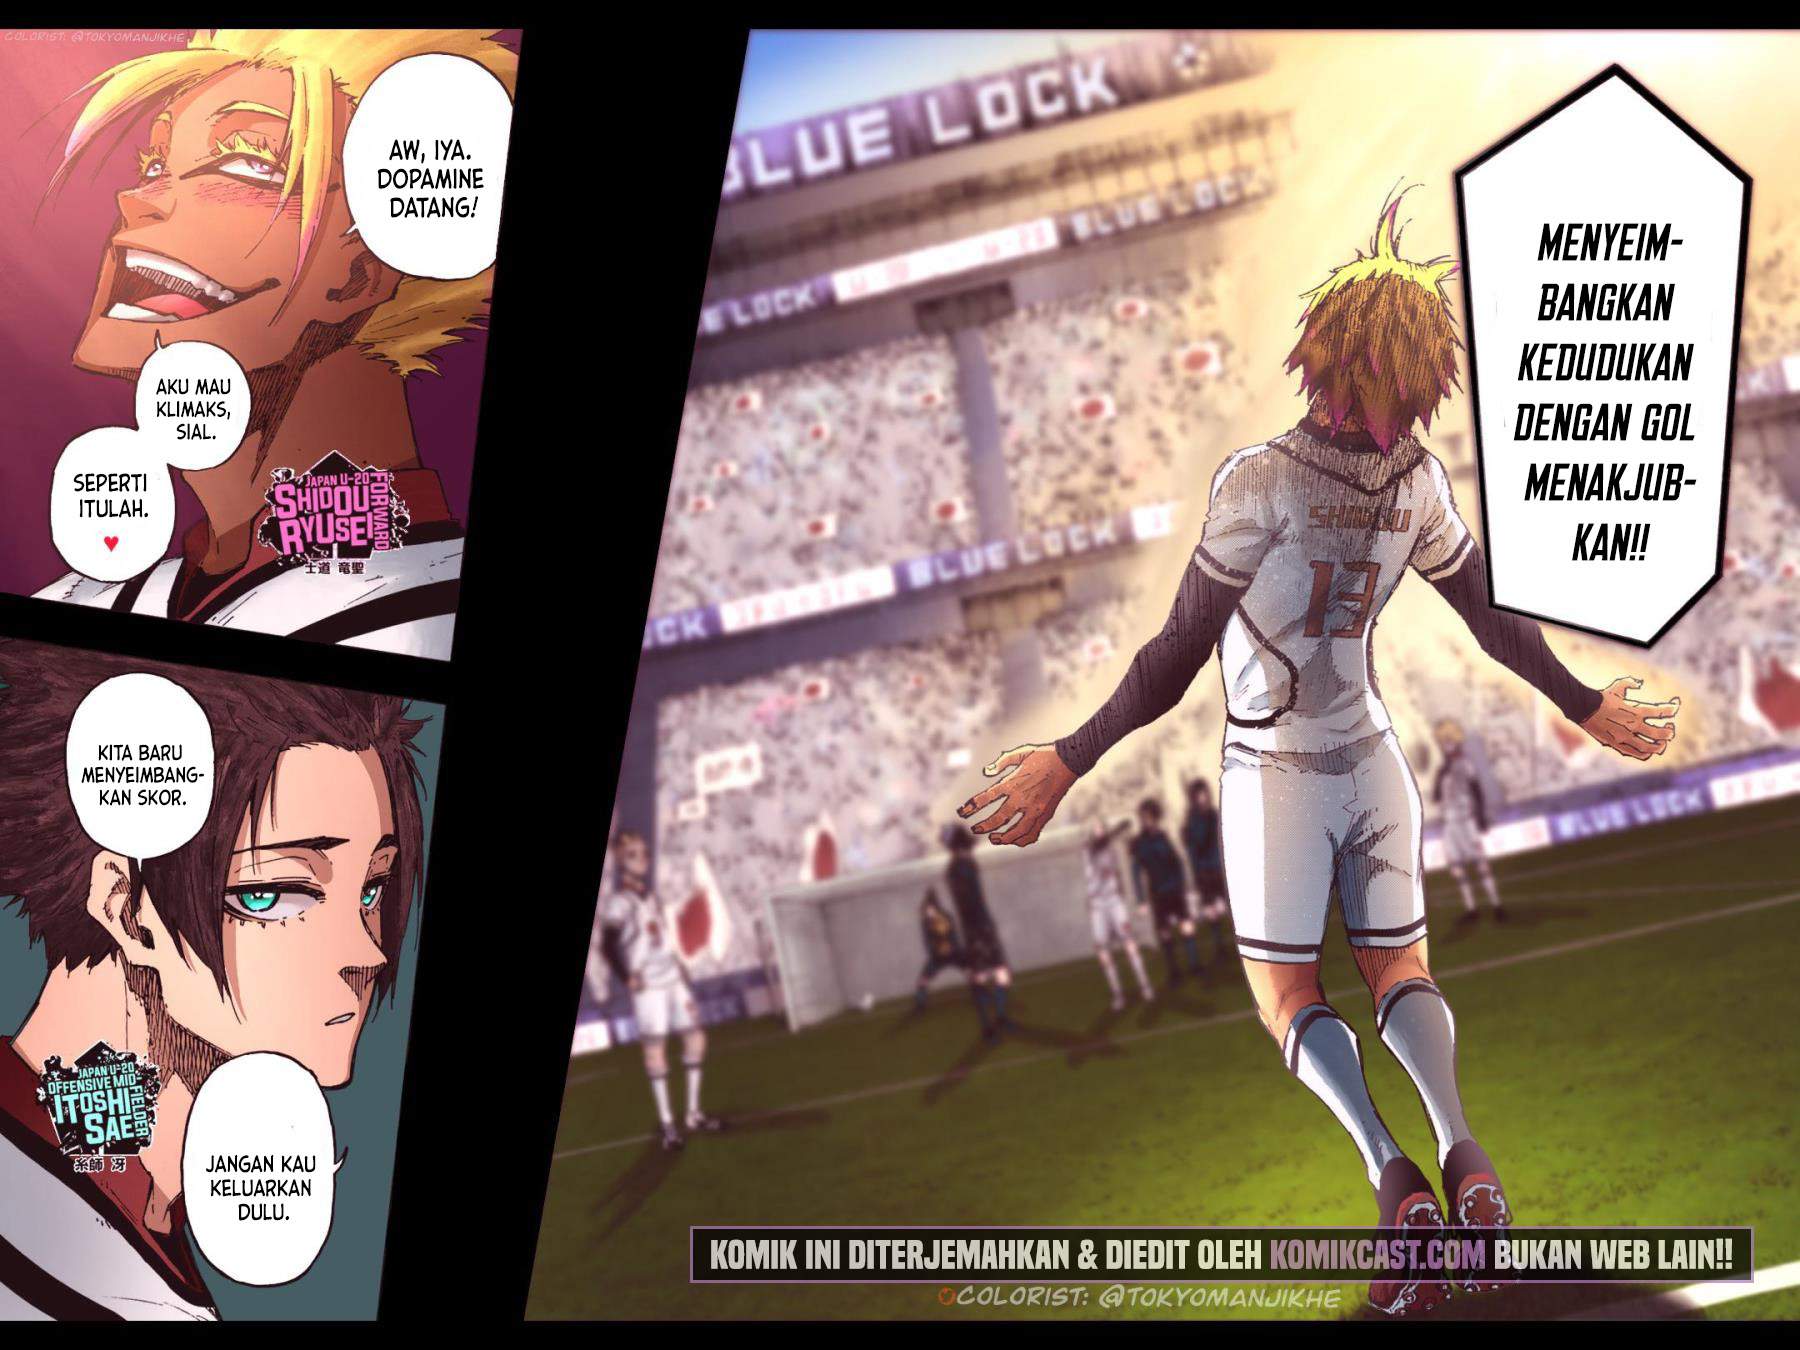 COLORIST: @TOKYOMANJIKHE
BLUE LOCK
BLUE LOCK
BLUE LOCK
MENYEIM-
BANGKAN
KEDUDUKAN
DENGAN GOL
MENAKJUB-
KAN!!
SHIDOU
13
BLUE LOCK
BLUE LOCK
AW, IYA.
DOPAMINE
DATANG!
AKU MAU
KLIMAKS,
SIAL.
SEPERTI
ITULAH.
♥
JAPAN U-20
FORWARD
SHIDOU
RYUSEI
士道 竜聖
KITA BARU
MENYEIMBANG-
KAN SKOR.
JAPAN U-20
OFFENSIVE MID
FIELDER
ITOSHI
SAE
糸師 冴
JANGAN KAU
KELUARKAN
DULU.
KOMIK INI DITERJEMAHKAN & DIEDIT OLEH KOMIKCAST.COM BUKAN WEB LAIN!!
COLORIST: @TOKYOMANJIKHE